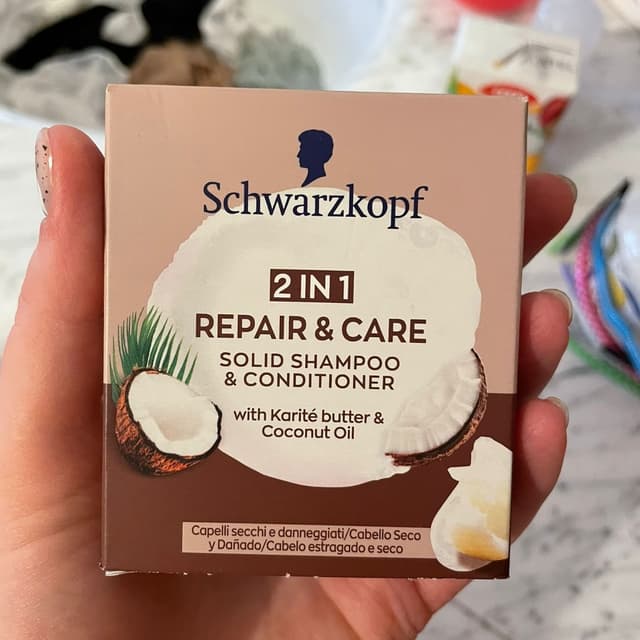 Schwarzkopf
2 IN 1
REPAIR & CARE
SOLID SHAMPOO
& CONDITIONER
with Karité butter &
Coconut Oil
Capelli secchi e danneggiati/Cabello Seco
y Dañado/Cabelo estragado e seco